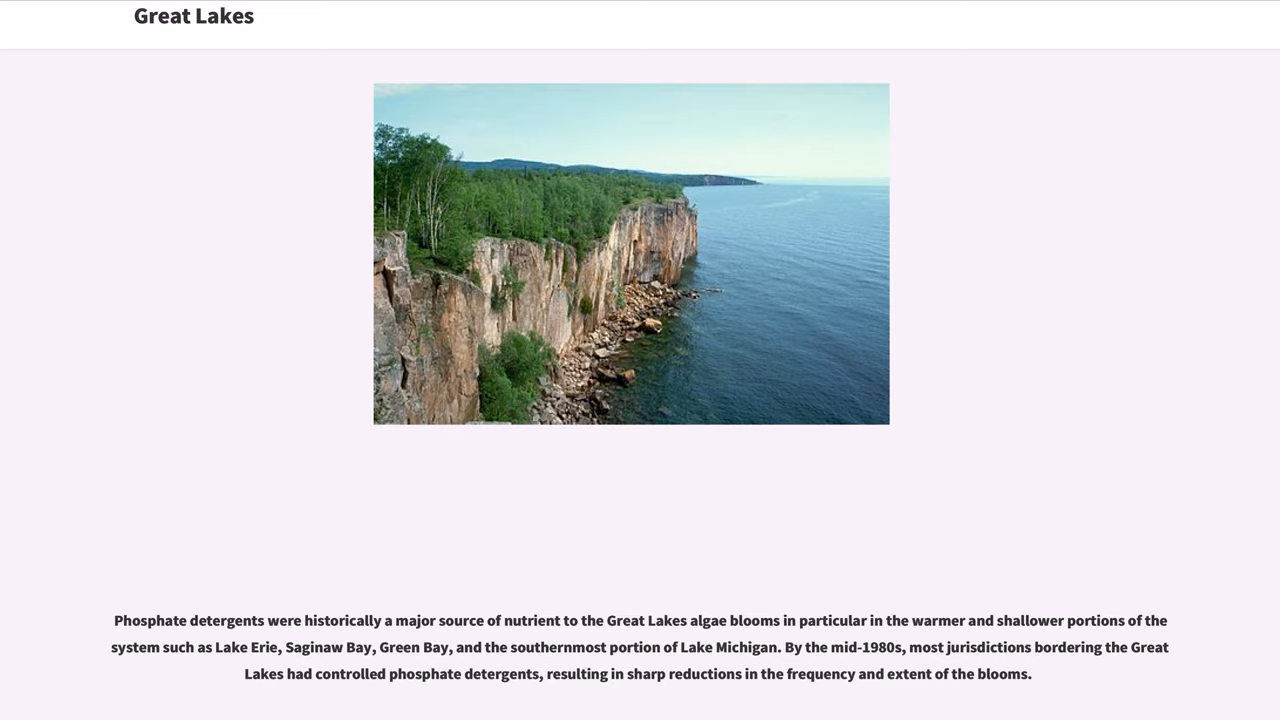 Great Lakes
Phosphate detergents were historically a major source of nutrient to the Great Lakes algae blooms in particular in the warmer and shallower portions of the
system such as Lake Erie, Saginaw Bay, Green Bay, and the southernmost portion of Lake Michigan. By the mid-1980s, most jurisdictions bordering the Great
Lakes had controlled phosphate detergents, resulting in sharp reductions in the frequency and extent of the blooms.